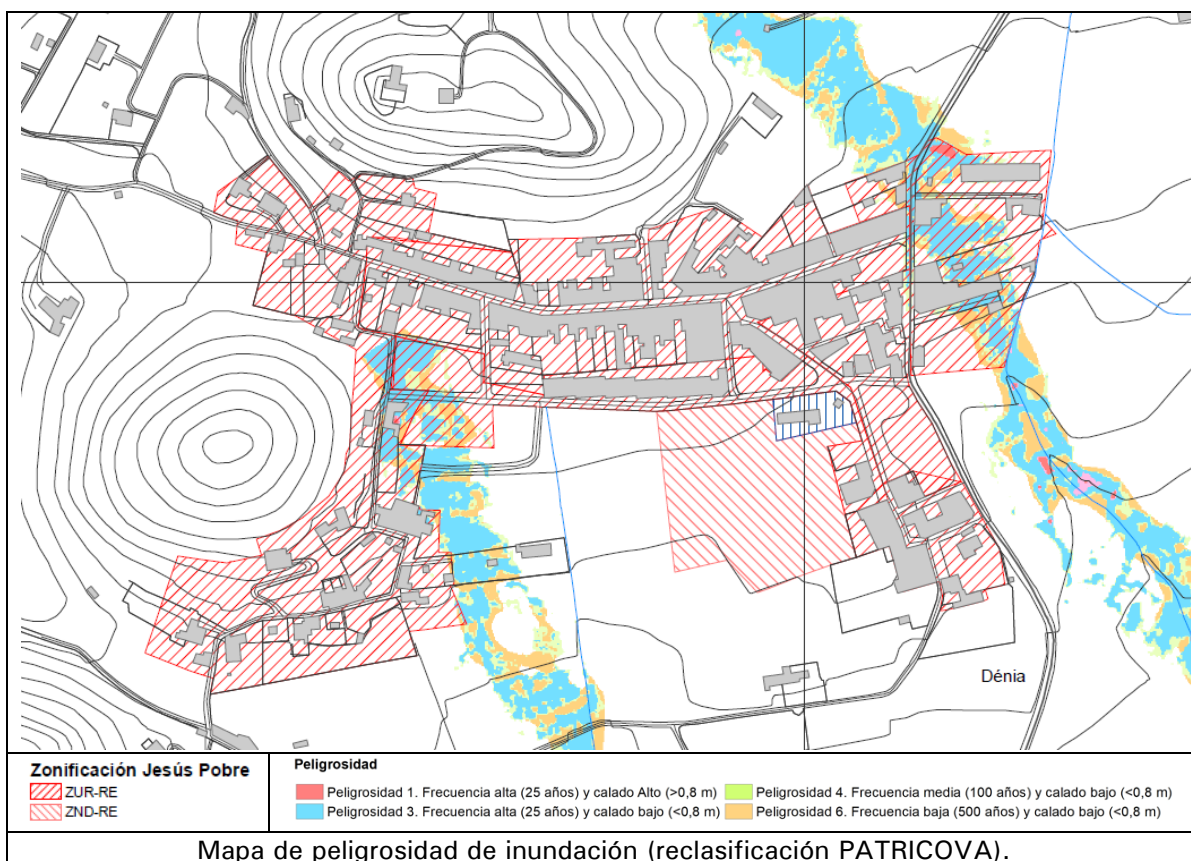 Dénia
Zonificación Jesús Pobre
ZUR-RE
ZND-RE
Peligrosidad
Peligrosidad 1. Frecuencia alta (25 años) y calado Alto (>0,8 m)
Peligrosidad 4. Frecuencia media (100 años) y calado bajo (<0,8 m)
Peligrosidad 3. Frecuencia alta (25 años) y calado bajo (<0,8 m)
Peligrosidad 6. Frecuencia baja (500 años) y calado bajo (<0,8 m)
Mapa de peligrosidad de inundación (reclasificación PATRICOVA).